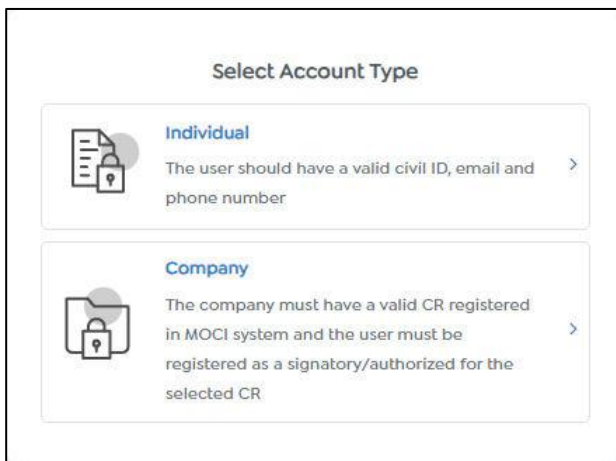 Select Account Type
Individual
The user should have a valid civil ID, email and
phone number
Company
The company must have a valid CR registered
in MOCI system and the user must be
registered as a signatory/authorized for the
selected CR